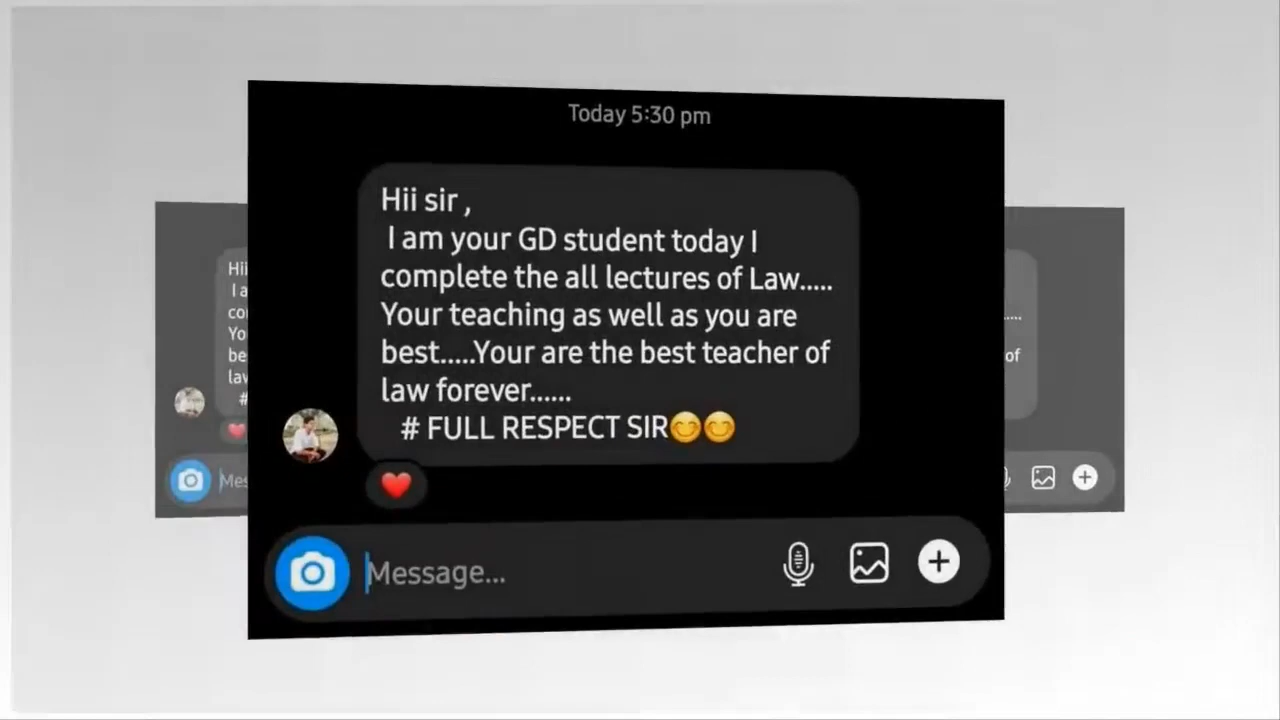 Today 5:30 pm
Hii sir ,
I am your GD student today I
complete the all lectures of Law.....
Your teaching as well as you are
best.....Your are the best teacher of
law forever......
# FULL RESPECT SIR😊😊
❤️
Message...